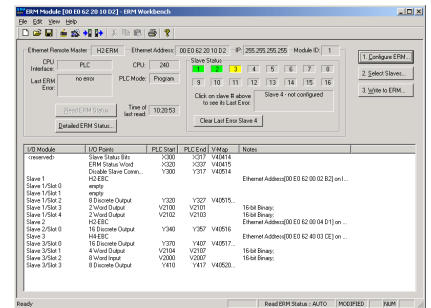 ERM Module [00 E0 62 20 10 D2] - ERM Workbench
File Edit View Help
Ethernet Remote Master H2-ERM Ethernet Address: 00 E0 62 20 10 D2 IP: 255.255.255.255 Module ID: 1
CPU Interface: PLC CPU: 240
Last ERM Error: no error PLC Mode: Program
Read ERM Status
Time of last read: 10:20:53
Detailed ERM Status...
Slave Status
1 2 3 4 5 6 7 8
9 10 11 12 13 14 15 16
Click on slave # above to see its Last Error: Slave 4 - not configured
Clear Last Error Slave 4
1. Configure ERM...
2. Select Slaves...
3. Write to ERM...
I/O Module I/O Points PLC Start PLC End V-Map Notes
<reserved> Slave Status Bits X300 X317 V40414
ERM Status Word X320 X337 V40415
Disable Slave Comm... Y300 Y317 V40514
Slave 1 H2-EBC Ethernet Address[00 E0 62 00 02 B2] on I...
Slave 1/Slot 0 empty
Slave 1/Slot 1 empty
Slave 1/Slot 2 8 Discrete Output Y320 Y327 V40515...
Slave 1/Slot 3 2 Word Output V2100 V2101 16-bit Binary;
Slave 1/Slot 4 2 Word Output V2102 V2103 16-bit Binary;
Slave 2 H2-EBC Ethernet Address[00 E0 62 00 04 D1] on ...
Slave 2/Slot 0 16 Discrete Output Y340 Y357 V40516
Slave 3 H4-EBC Ethernet Address[00 E0 62 40 03 CE] on ...
Slave 3/Slot 0 16 Discrete Output Y370 Y407 V40517...
Slave 3/Slot 1 4 Word Output V2104 V2107 16-bit Binary;
Slave 3/Slot 2 8 Word Input V2000 V2007 16-bit Binary;
Slave 3/Slot 3 8 Discrete Output Y410 Y417 V40520...
Ready Read ERM Status : AUTO MODIFIED NUM